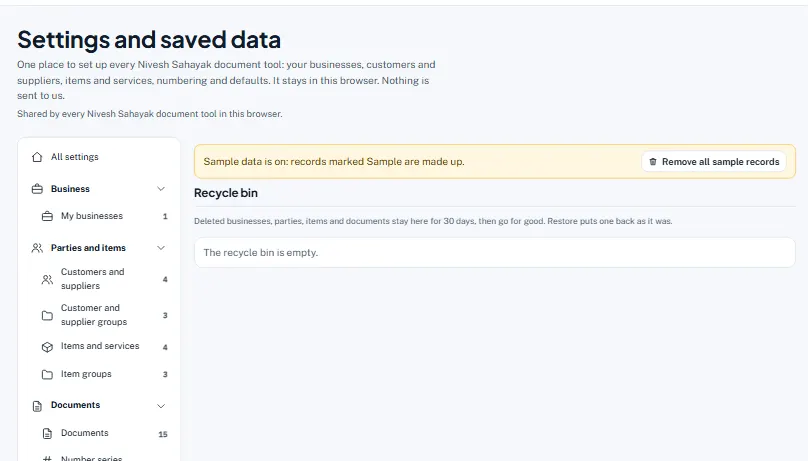 Settings and saved data
One place to set up every Nivesh Sahayak document tool: your businesses, customers and
suppliers, items and services, numbering and defaults. It stays in this browser. Nothing is
sent to us.
Shared by every Nivesh Sahayak document tool in this browser.
All settings
Business
My businesses 1
Parties and items
Customers and
suppliers 4
Customer and
supplier groups 3
Items and services 4
Item groups 3
Documents
Documents 15
Number series
Sample data is on: records marked Sample are made up.
Remove all sample records
Recycle bin
Deleted businesses, parties, items and documents stay here for 30 days, then go for good. Restore puts one back as it was.
The recycle bin is empty.